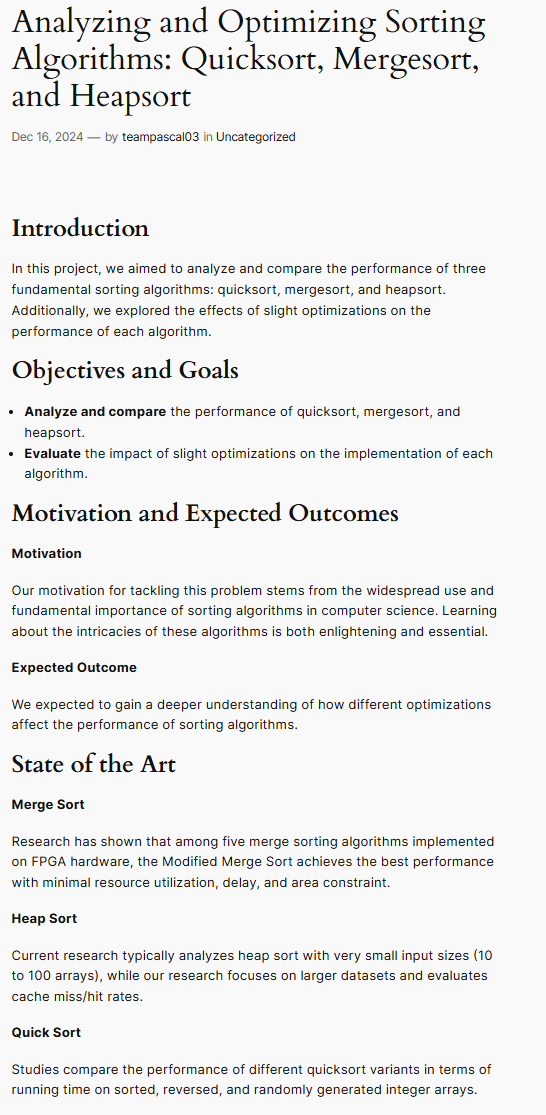 Analyzing and Optimizing Sorting
Algorithms: Quicksort, Mergesort,
and Heapsort
Dec 16, 2024 — by teampascal03 in Uncategorized
Introduction
In this project, we aimed to analyze and compare the performance of three
fundamental sorting algorithms: quicksort, mergesort, and heapsort.
Additionally, we explored the effects of slight optimizations on the
performance of each algorithm.
Objectives and Goals
• Analyze and compare the performance of quicksort, mergesort, and
heapsort.
• Evaluate the impact of slight optimizations on the implementation of each
algorithm.
Motivation and Expected Outcomes
Motivation
Our motivation for tackling this problem stems from the widespread use and
fundamental importance of sorting algorithms in computer science. Learning
about the intricacies of these algorithms is both enlightening and essential.
Expected Outcome
We expected to gain a deeper understanding of how different optimizations
affect the performance of sorting algorithms.
State of the Art
Merge Sort
Research has shown that among five merge sorting algorithms implemented
on FPGA hardware, the Modified Merge Sort achieves the best performance
with minimal resource utilization, delay, and area constraint.
Heap Sort
Current research typically analyzes heap sort with very small input sizes (10
to 100 arrays), while our research focuses on larger datasets and evaluates
cache miss/hit rates.
Quick Sort
Studies compare the performance of different quicksort variants in terms of
running time on sorted, reversed, and randomly generated integer arrays.